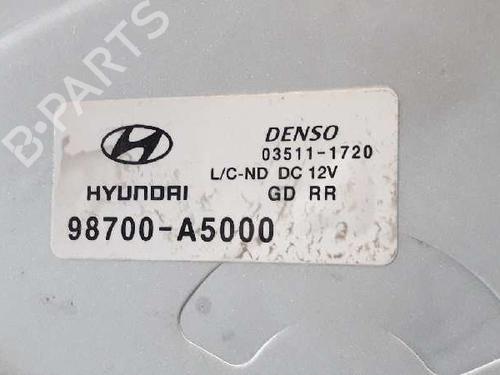 B-PARTS
DENSO
03511-1720
L/C-ND DC 12V
HYUNDAI GD RR
98700-A5000